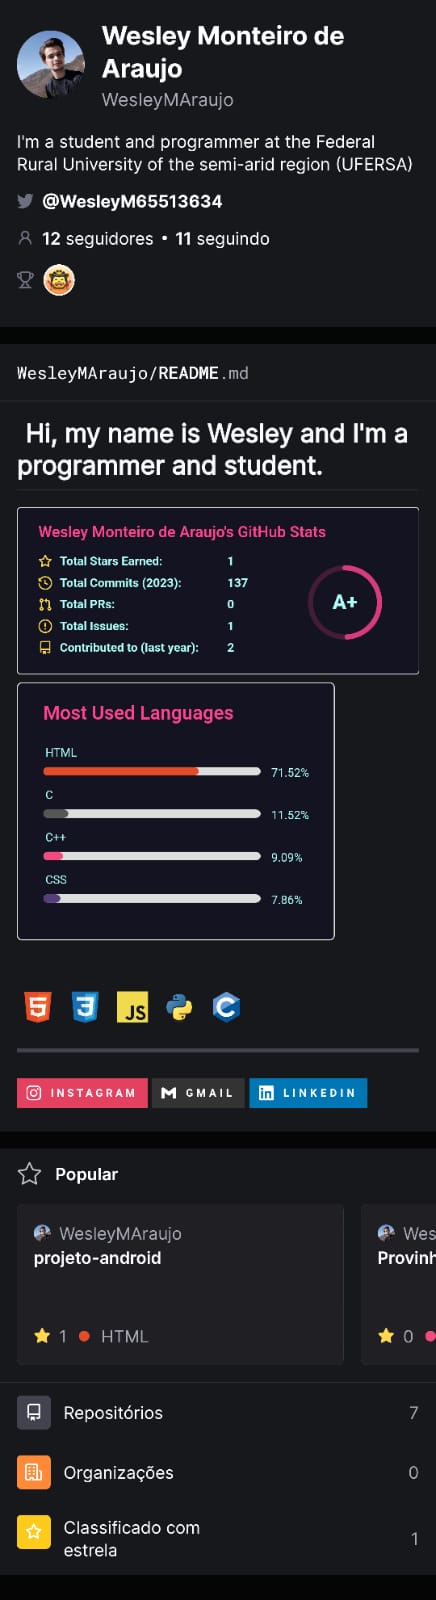 Wesley Monteiro de
Araujo
WesleyMAraujo
I'm a student and programmer at the Federal
Rural University of the semi-arid region (UFERSA)
@WesleyM65513634
12 seguidores • 11 seguindo
WesleyMAraujo/README.md
Hi, my name is Wesley and I'm a
programmer and student.
Wesley Monteiro de Araujo's GitHub Stats
Total Stars Earned: 1
Total Commits (2023): 137
Total PRs: 0
Total Issues: 1
Contributed to (last year): 2
A+
Most Used Languages
HTML
71.52%
C
11.52%
C++
9.09%
CSS
7.86%
5 3 JS C
INSTAGRAM GMAIL LINKEDIN
Popular
WesleyMAraujo
projeto-android
1 HTML
Wes
Provinh
0
Repositórios 7
Organizações 0
Classificado com
estrela 1